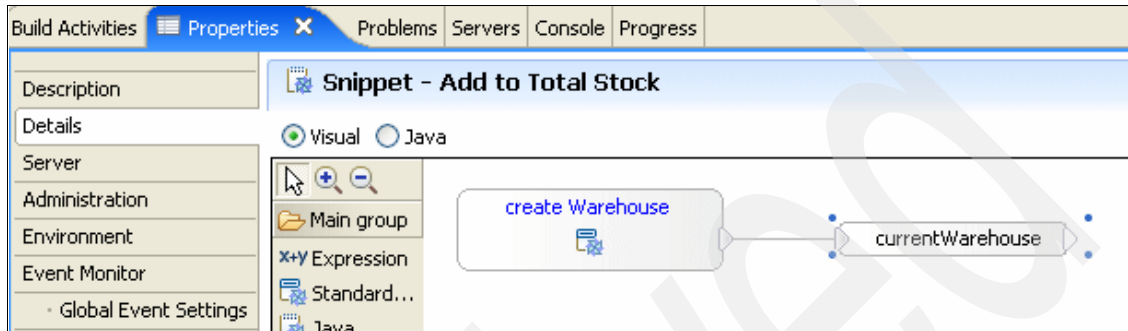 Build Activities Properties Problems Servers Console Progress
Description
Details
Server
Administration
Environment
Event Monitor
Global Event Settings
Snippet - Add to Total Stock
Visual Java
Main group
X+Y Expression
Standard...
Java
create Warehouse
currentWarehouse